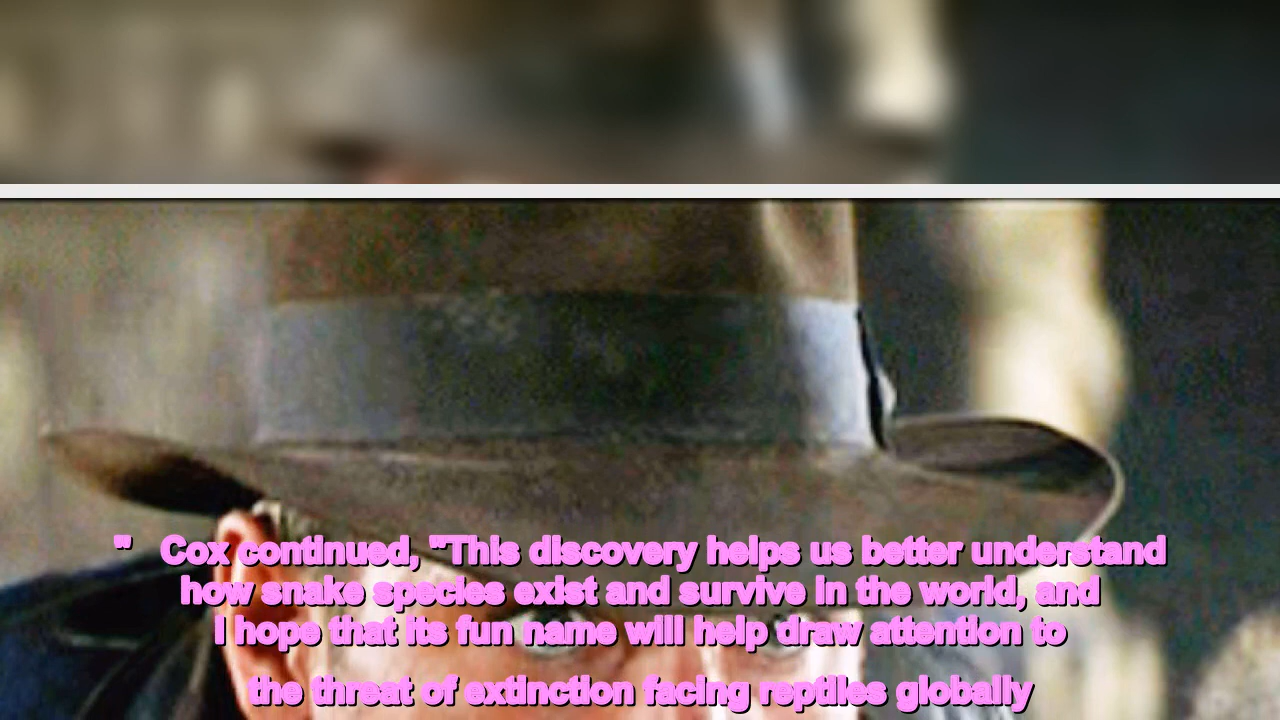 " Cox continued, "This discovery helps us better understand
how snake species exist and survive in the world, and
I hope that its fun name will help draw attention to
the threat of extinction facing reptiles globally